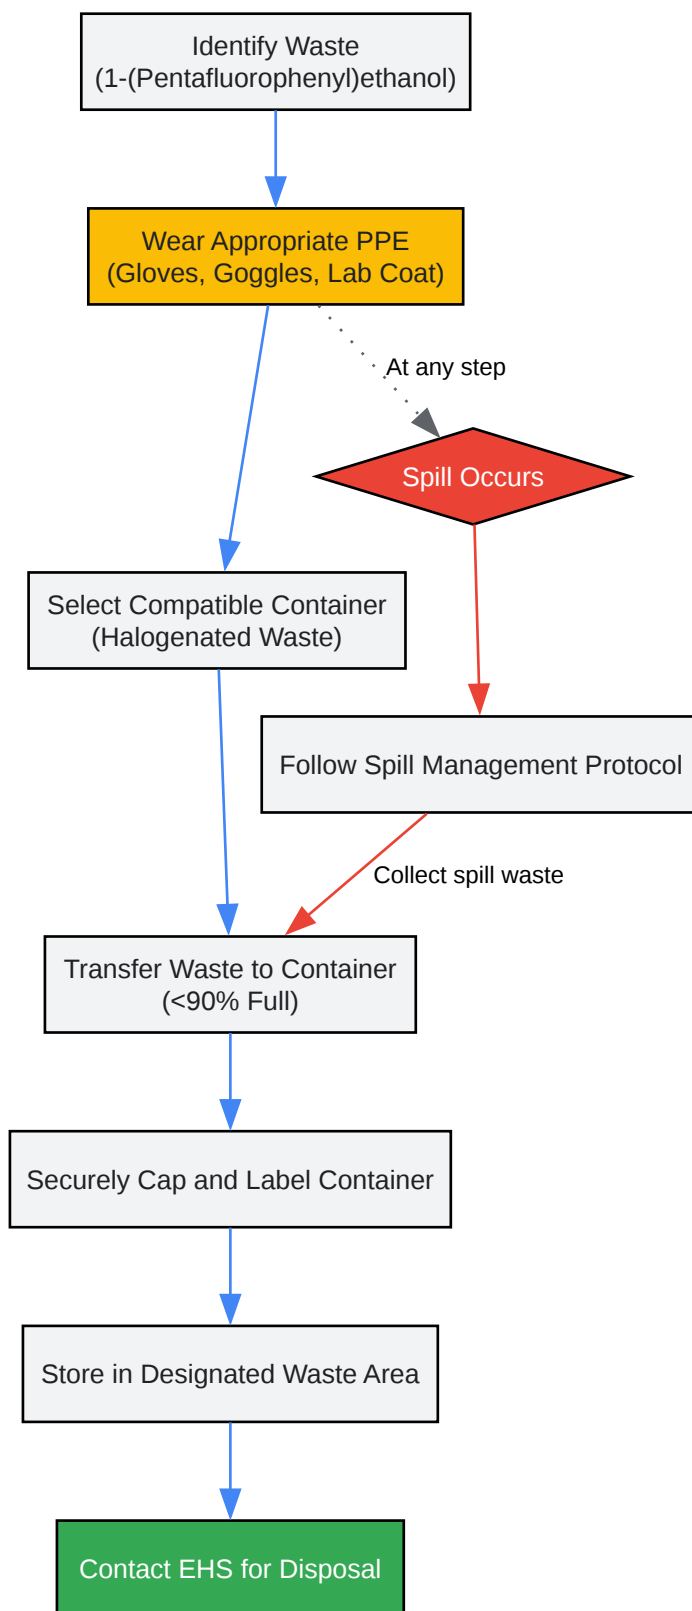 Identify Waste
(1-(Pentafluorophenyl)ethanol)
Wear Appropriate PPE
(Gloves, Goggles, Lab Coat)
At any step
Spill Occurs
Select Compatible Container
(Halogenated Waste)
Follow Spill Management Protocol
Collect spill waste
Transfer Waste to Container
(<90% Full)
Securely Cap and Label Container
Store in Designated Waste Area
Contact EHS for Disposal